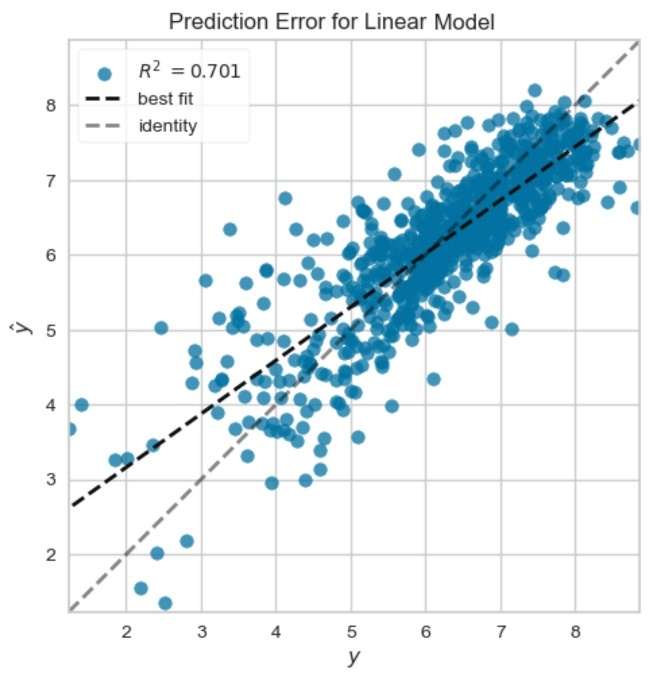 Prediction Error for Linear Model
R² = 0.701
best fit
identity
8
7
6
5
4
3
2
ŷ
2 3 4 5 6 7 8
y